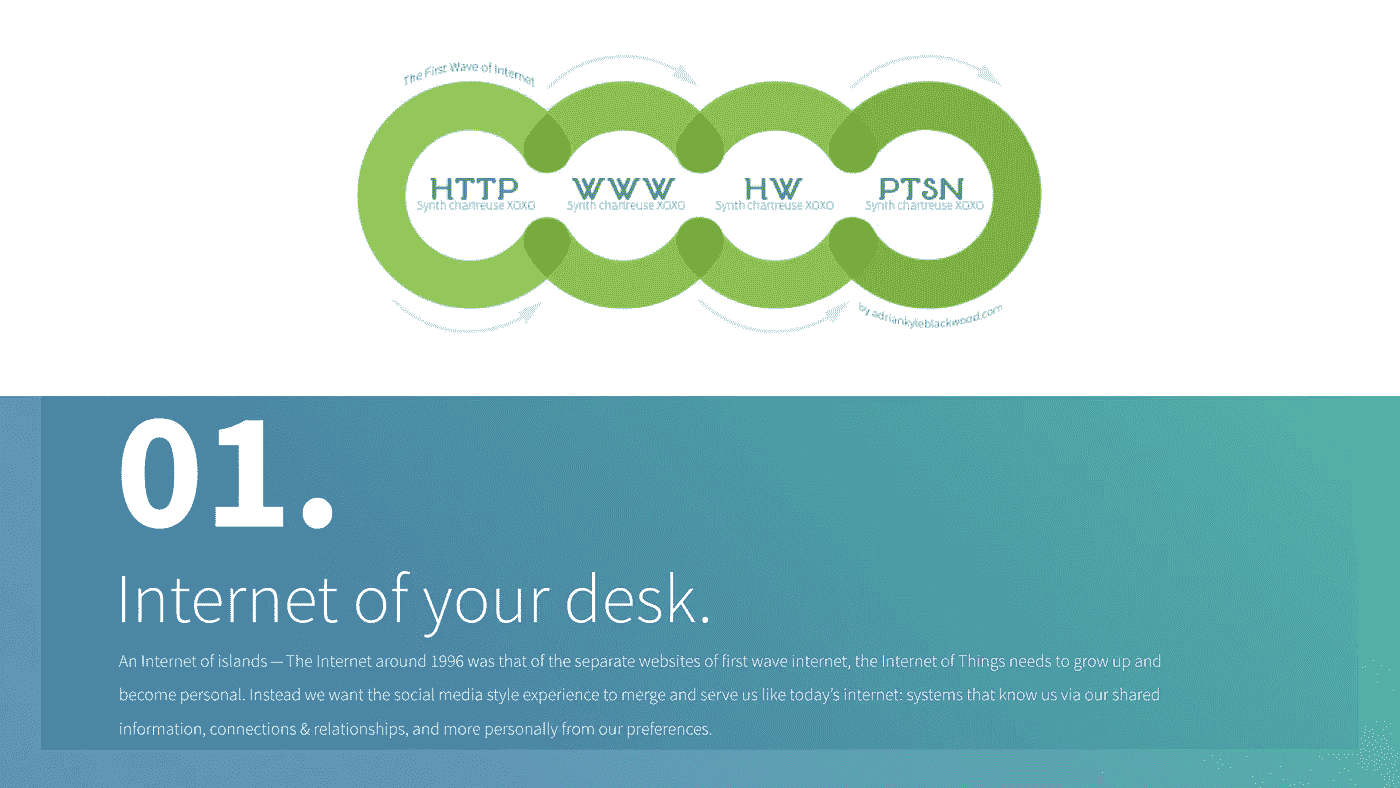 The First Wave of Internet
HTTP WWW HW PTSN
Synth chartreuse XOXO Synth chartreuse XOXO Synth chartreuse XOXO Synth chartreuse XOXO
by adriankyleblackwood.com
01.
Internet of your desk.
An Internet of islands — The Internet around 1996 was that of the separate websites of first wave internet, the Internet of Things needs to grow up and
become personal. Instead we want the social media style experience to merge and serve us like today's internet: systems that know us via our shared
information, connections & relationships, and more personally from our preferences.